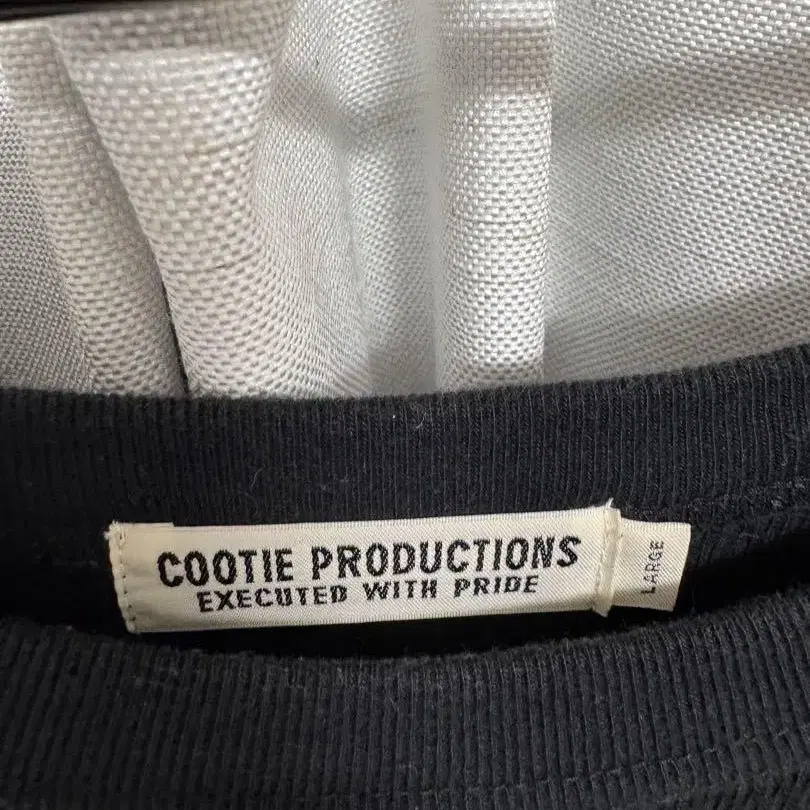 COOTIE PRODUCTIONS
EXECUTED WITH PRIDE
LARGE